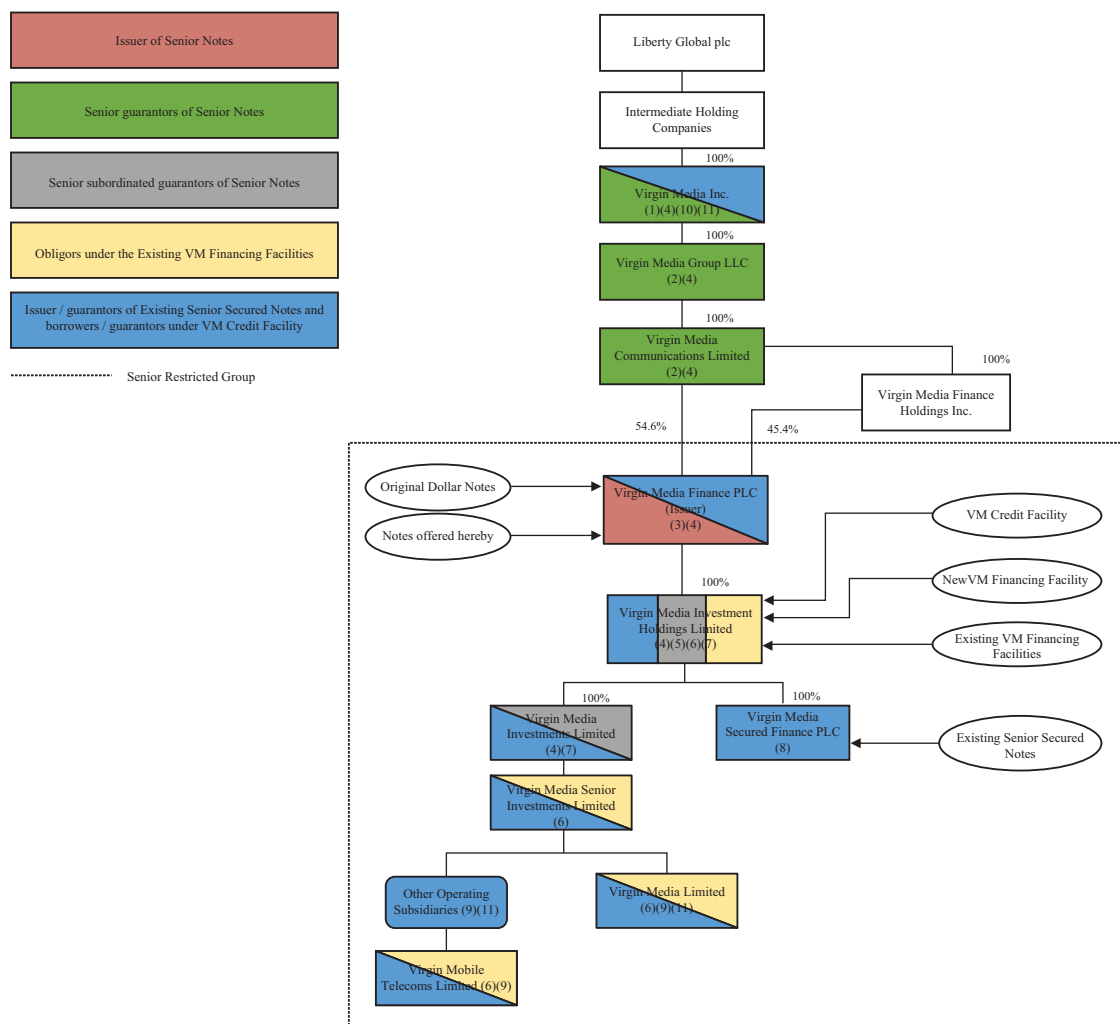 Issuer of Senior Notes
Senior guarantors of Senior Notes
Senior subordinated guarantors of Senior Notes
Obligors under the Existing VM Financing Facilities
Issuer / guarantors of Existing Senior Secured Notes and
borrowers / guarantors under VM Credit Facility
Senior Restricted Group
Liberty Global plc
Intermediate Holding
Companies
100%
Virgin Media Inc.
(1)(4)(10)(11)
100%
Virgin Media Group LLC
(2)(4)
100%
Virgin Media
Communications Limited
(2)(4)
100%
Virgin Media Finance
Holdings Inc.
54.6%
45.4%
Original Dollar Notes
Notes offered hereby
Virgin Media Finance PLC
(Issuer)
(3)(4)
VM Credit Facility
NewVM Financing Facility
Existing VM Financing
Facilities
100%
Virgin Media Investment
Holdings Limited
(4)(5)(6)(7)
100%
Virgin Media
Investments Limited
(4)(7)
100%
Virgin Media
Secured Finance PLC
(8)
Existing Senior Secured
Notes
Virgin Media Senior
Investments Limited
(6)
Other Operating
Subsidiaries (9)(11)
Virgin Media Limited
(6)(9)(11)
Virgin Mobile
Telecoms Limited (6)(9)